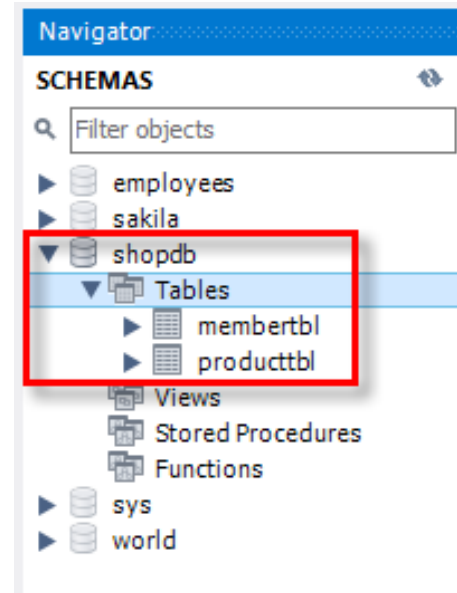 Navigator
SCHEMAS
Filter objects
employees
sakila
shopdb
Tables
membertbl
producttbl
Views
Stored Procedures
Functions
sys
world